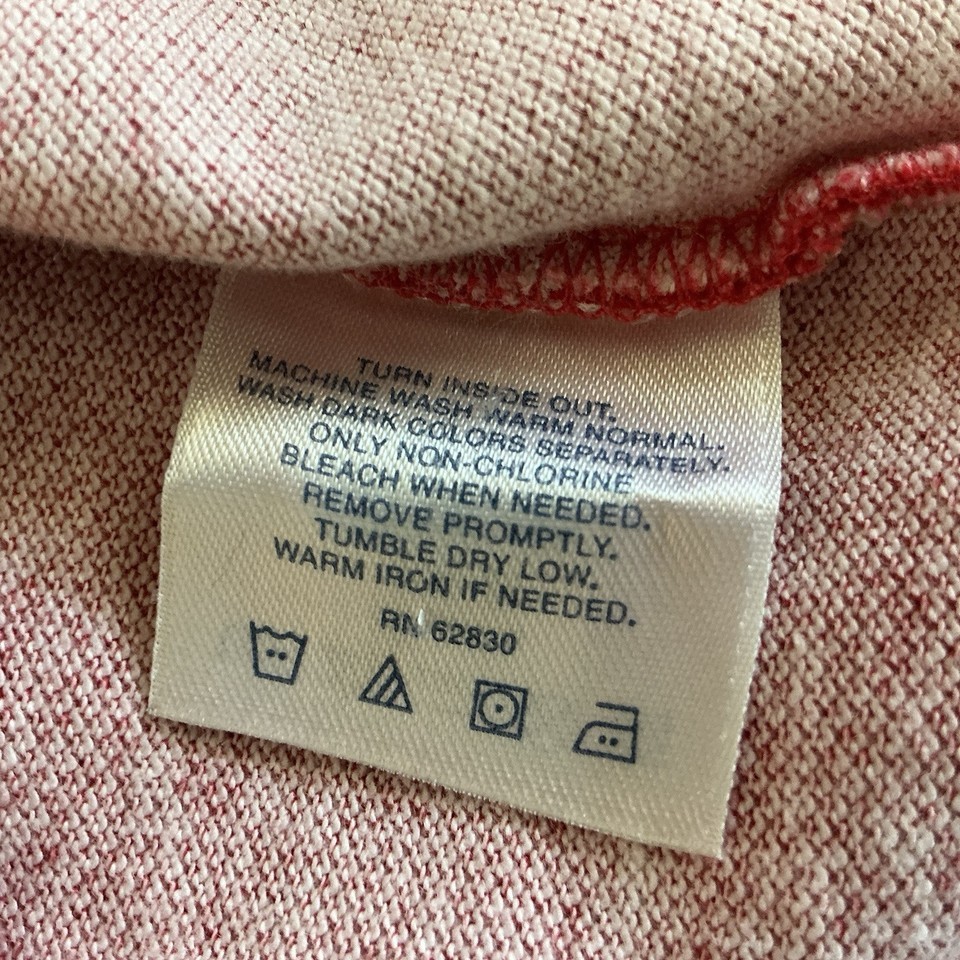 TURN INSIDE OUT.
MACHINE WASH WARM NORMAL.
WASH DARK COLORS SEPARATELY.
ONLY NON-CHLORINE
BLEACH WHEN NEEDED.
REMOVE PROMPTLY.
TUMBLE DRY LOW.
WARM IRON IF NEEDED.
RN 62830